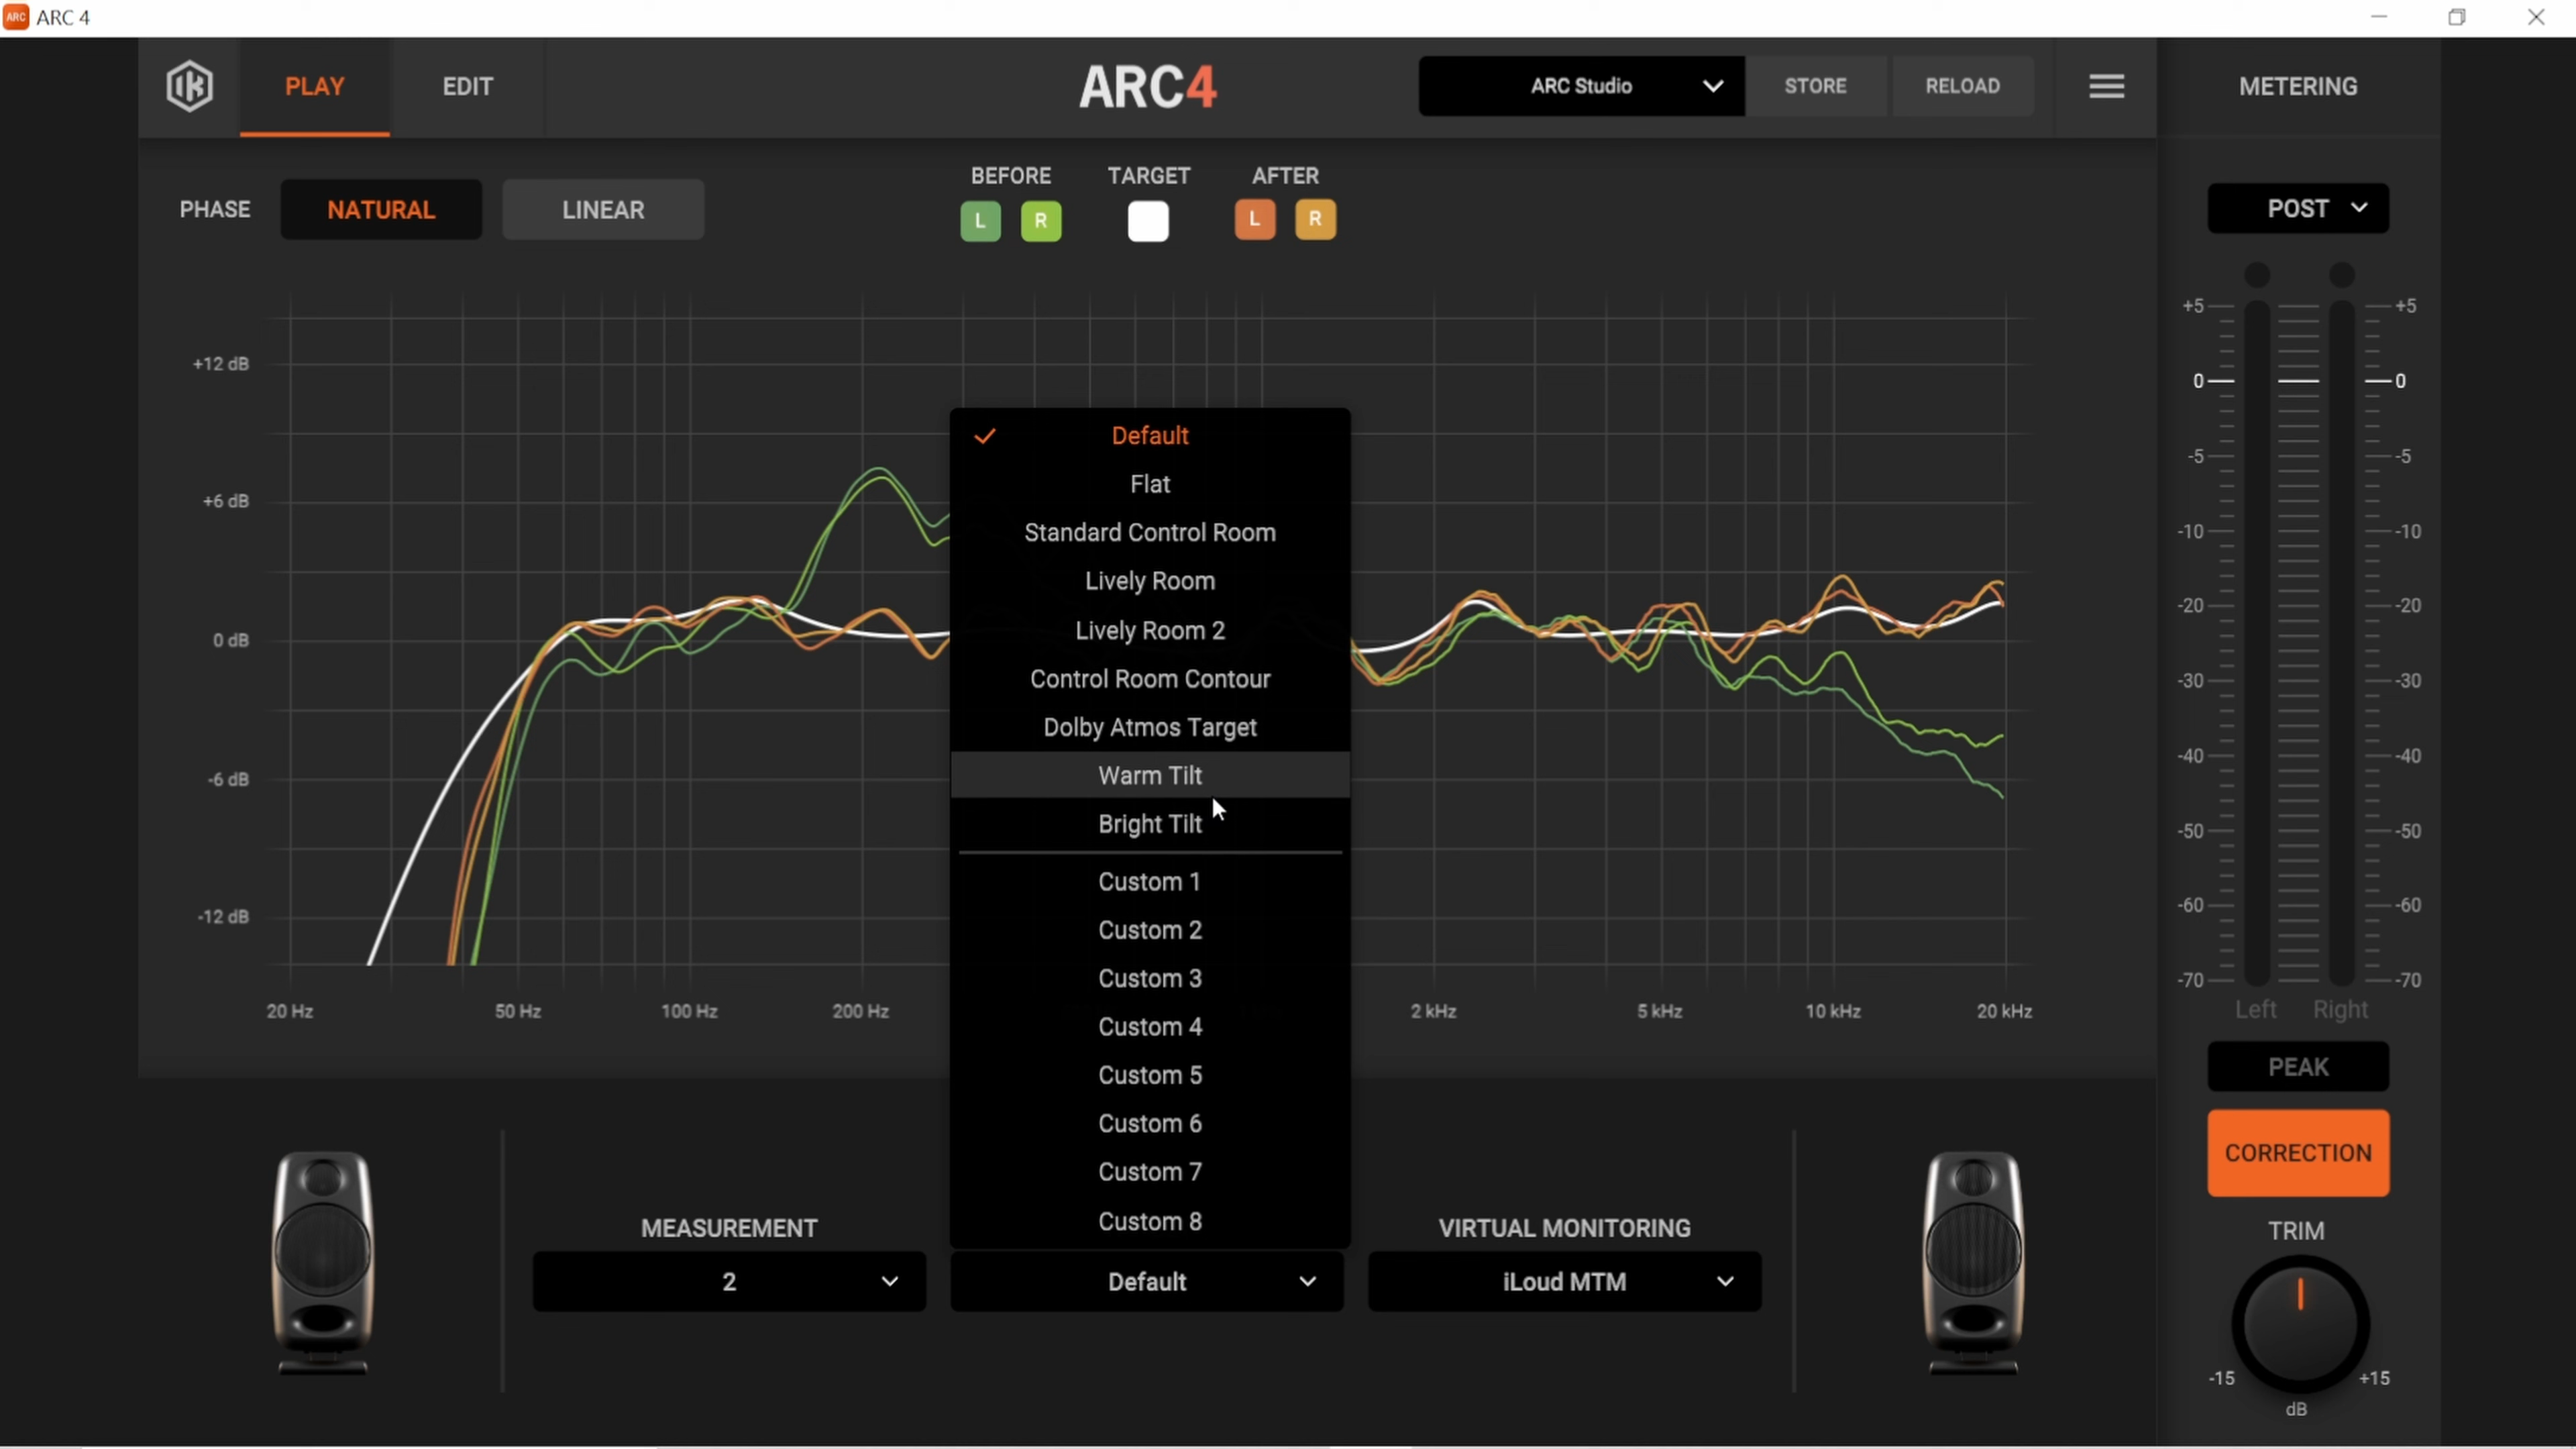 ARC ARC 4
PLAY EDIT ARC4 ARC Studio STORE RELOAD METERING
BEFORE TARGET AFTER
PHASE NATURAL LINEAR L R L R POST
+5 +5
0 0
-5 -5
-10 -10
-20 -20
-30 -30
-40 -40
-50 -50
-60 -60
-70 -70
Left Right
+12 dB
+6 dB
0 dB
-6 dB
-12 dB
20 Hz 50 Hz 100 Hz 200 Hz 2 kHz 5 kHz 10 kHz 20 kHz
Default
Flat
Standard Control Room
Lively Room
Lively Room 2
Control Room Contour
Dolby Atmos Target
Warm Tilt
Bright Tilt
Custom 1
Custom 2
Custom 3
Custom 4
Custom 5
Custom 6
Custom 7
Custom 8
PEAK
CORRECTION
MEASUREMENT VIRTUAL MONITORING
2 Default iLoud MTM
TRIM
-15 +15
dB